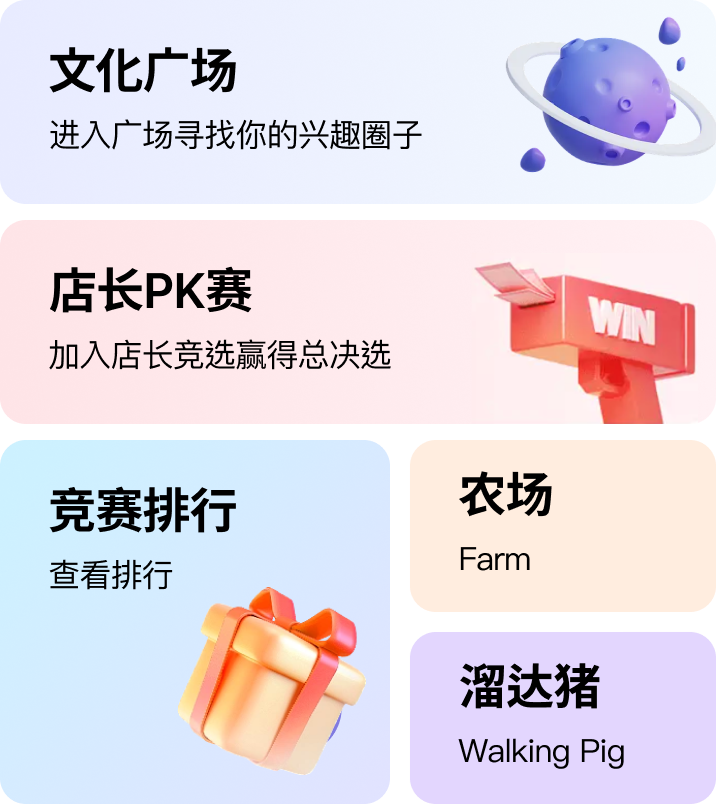 文化广场
进入广场寻找你的兴趣圈子
店长PK赛
加入店长竞选赢得总决选
WIN
竞赛排行
查看排行
农场
Farm
溜达猪
Walking Pig